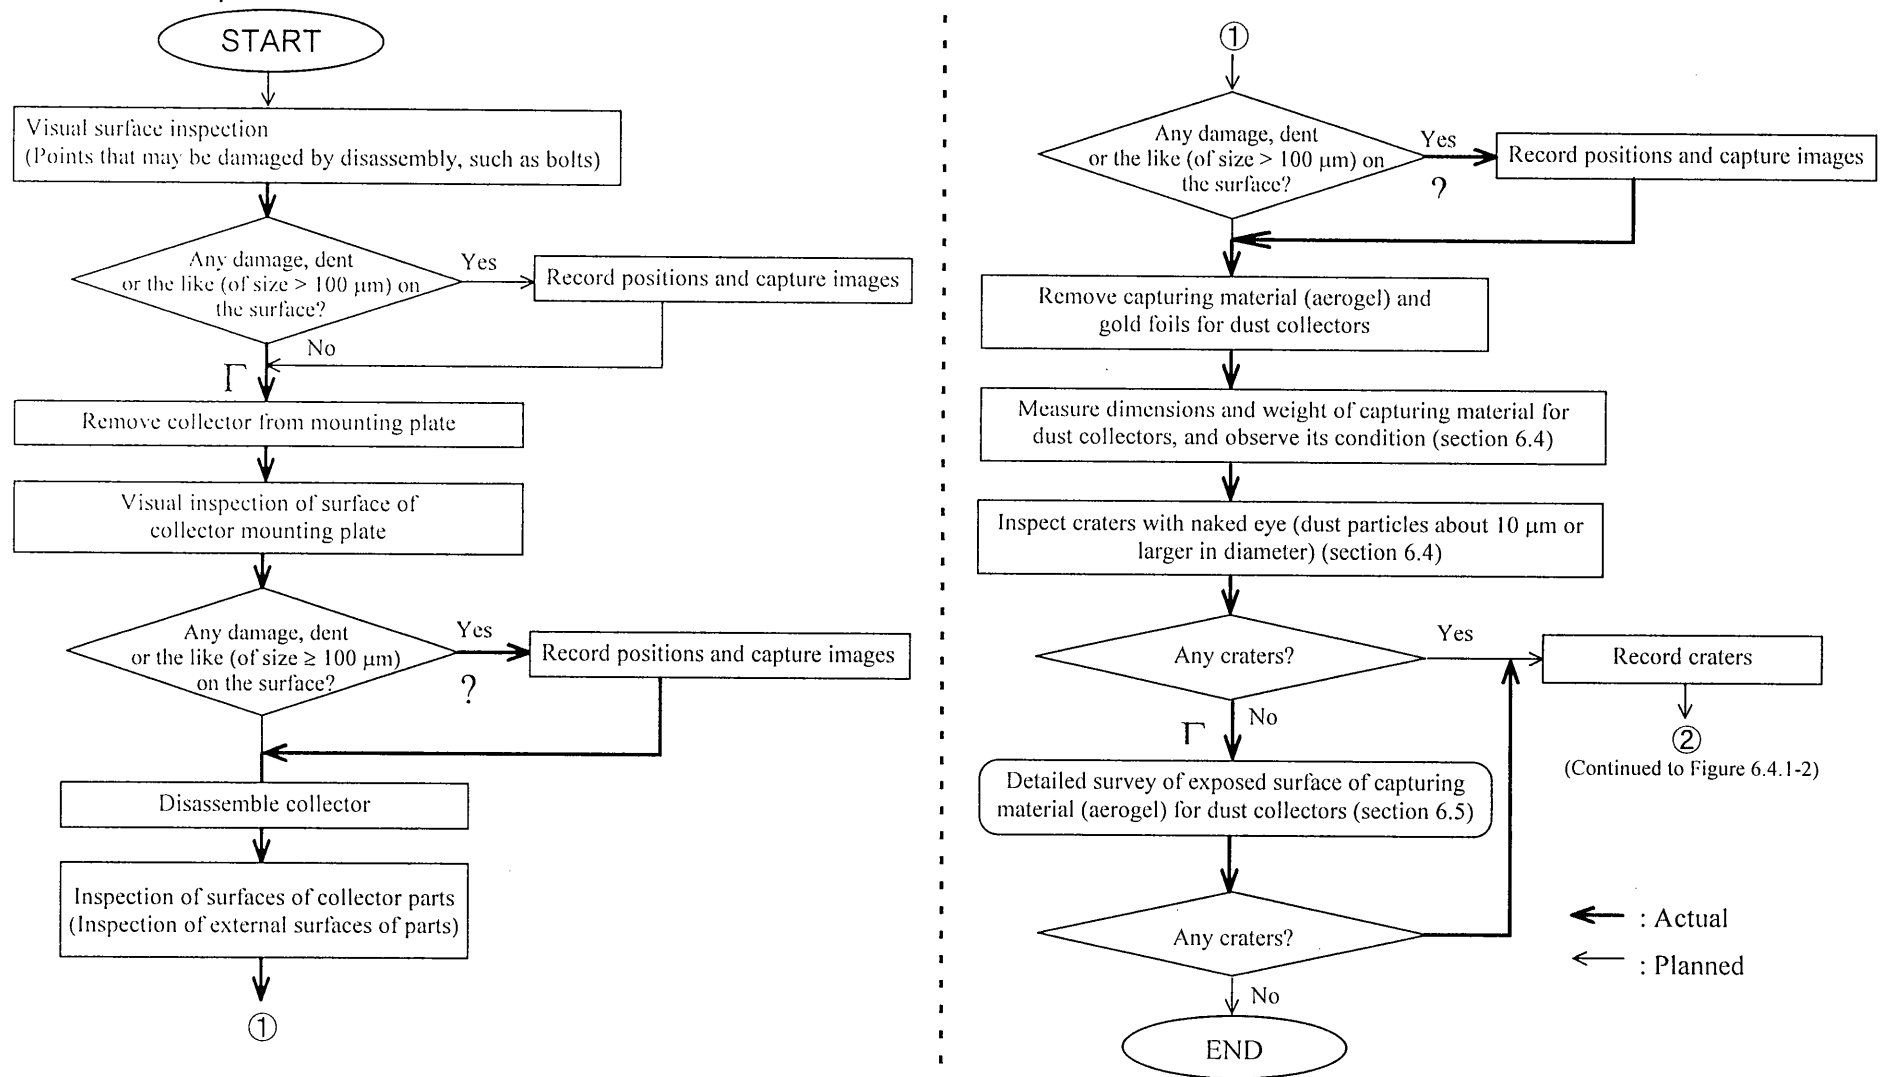 START
Visual surface inspection
(Points that may be damaged by disassembly, such as bolts)
Any damage, dent
or the like (of size > 100 μm) on
the surface?
Yes
Record positions and capture images
No
Γ
Remove collector from mounting plate
Visual inspection of surface of
collector mounting plate
Any damage, dent
or the like (of size ≥ 100 μm)
on the surface?
Yes
?
Record positions and capture images
Disassemble collector
Inspection of surfaces of collector parts
(Inspection of external surfaces of parts)
①
①
Any damage, dent
or the like (of size > 100 μm) on
the surface?
Yes
?
Record positions and capture images
Remove capturing material (aerogel) and
gold foils for dust collectors
Measure dimensions and weight of capturing material for
dust collectors, and observe its condition (section 6.4)
Inspect craters with naked eye (dust particles about 10 μm or
larger in diameter) (section 6.4)
Any craters?
Yes
Record craters
②
(Continued to Figure 6.4.1-2)
No
Γ
Detailed survey of exposed surface of capturing
material (aerogel) for dust collectors (section 6.5)
Any craters?
No
END
: Actual
: Planned